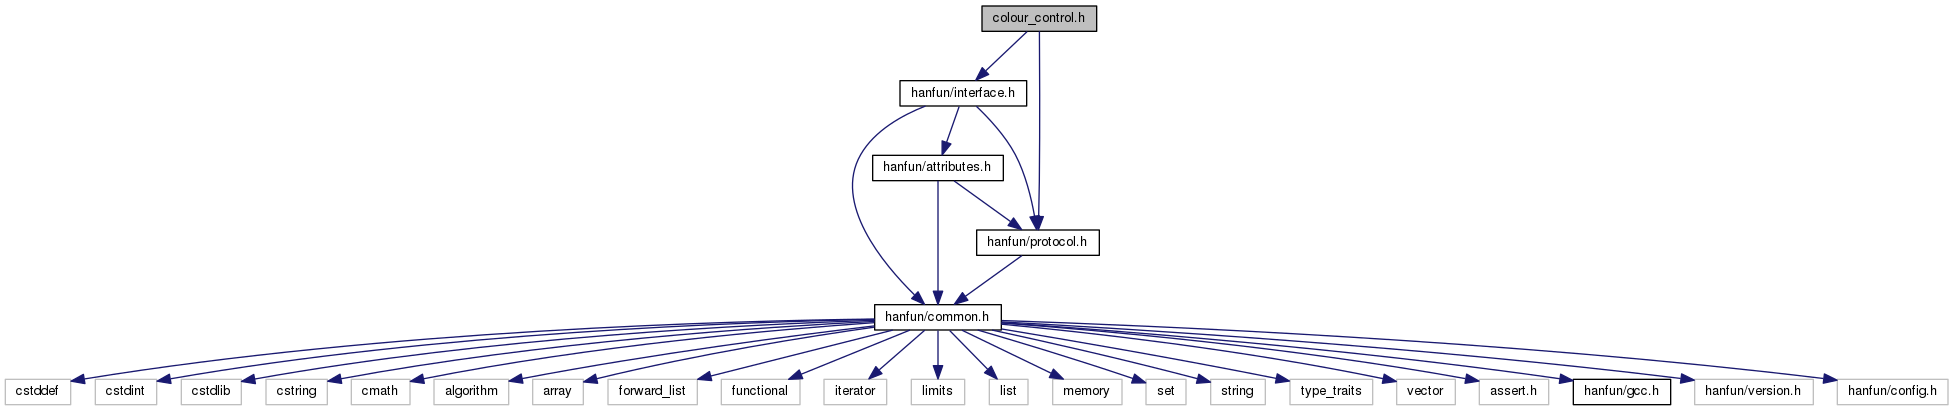 colour_control.h
hanfun/interface.h
hanfun/attributes.h
hanfun/protocol.h
hanfun/common.h
cstddef
cstdint
cstdlib
cstring
cmath
algorithm
array
forward_list
functional
iterator
limits
list
memory
set
string
type_traits
vector
assert.h
hanfun/gcc.h
hanfun/version.h
hanfun/config.h